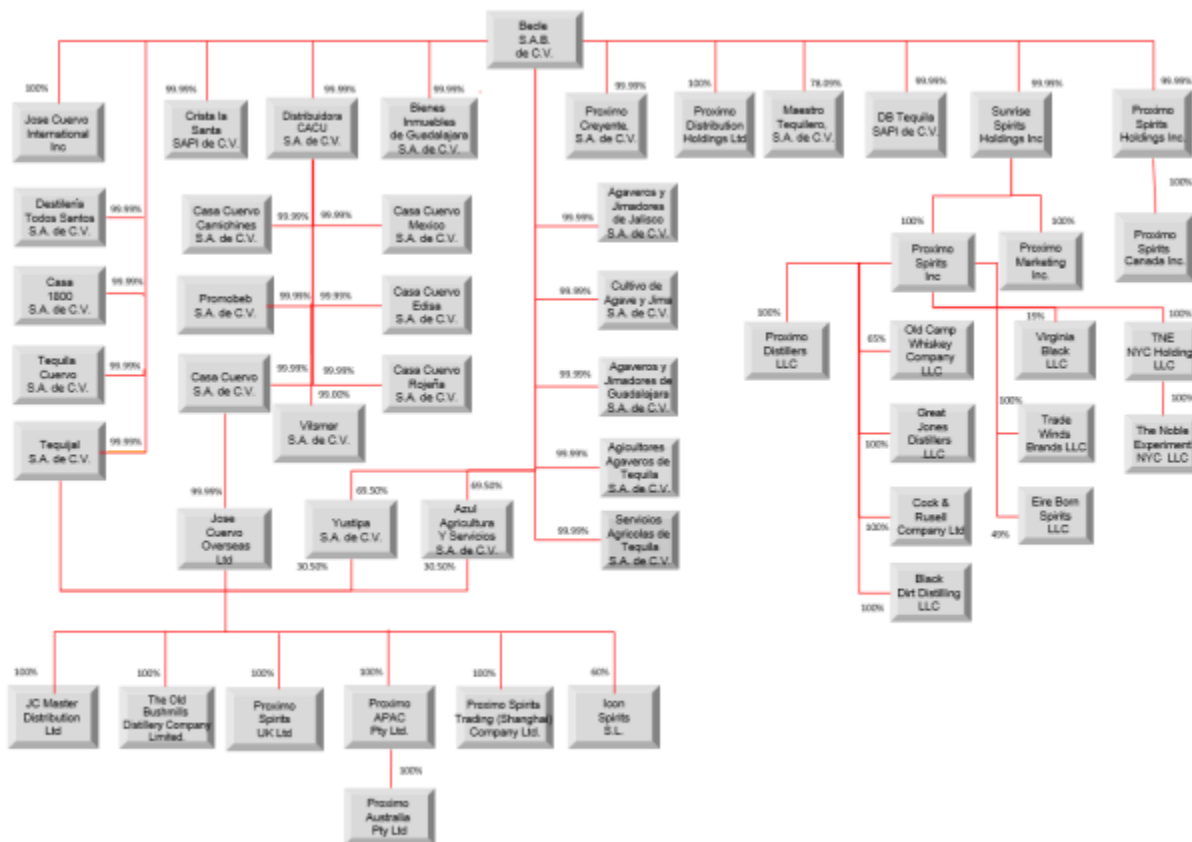 Becle
S.A.B.
de C.V.
100%
99.99%
99.99%
99.99%
99.99%
100%
78.09%
99.99%
99.99%
99.99%
Jose Cuervo
International
Inc
Crista la
Santa
SAPI de C.V.
Distribuidora
CACU
S.A. de C.V.
Bienes
Inmuebles
de Guadalajara
S.A. de C.V.
Proximo
Creyente,
S.A. de C.V.
Proximo
Distribution
Holdings Ltd
Maestro
Tequilero,
S.A. de C.V.
DB Tequila
SAPI de C.V.
Sunrise
Spirits
Holdings Inc
Proximo
Spirits
Holdings Inc.
Destilería
Todos Santos
S.A. de C.V.
99.99%
Casa Cuervo
Camichines
S.A. de C.V.
99.99%
99.99%
Casa Cuervo
Mexico
S.A. de C.V.
99.99%
Agaveros y
Jimadores
de Jalisco
S.A. de C.V.
100%
100%
100%
Proximo
Spirits
Inc
Proximo
Marketing
Inc.
Proximo
Spirits
Canada Inc.
Casa
1800
S.A. de C.V.
99.99%
Promobeb
S.A. de C.V.
99.99%
99.99%
Casa Cuervo
Edisa
S.A. de C.V.
99.99%
Cultivo de
Agave y Jima
S.A. de C.V.
100%
Proximo
Distillers
LLC
65%
Old Camp
Whiskey
Company
LLC
19%
Virginia
Black
LLC
100%
TNE
NYC Holding
LLC
Tequila
Cuervo
S.A. de C.V.
99.99%
Casa Cuervo
S.A. de C.V.
99.99%
99.99%
Casa Cuervo
Rojeña
S.A. de C.V.
99.00%
Vilsmer
S.A. de C.V.
99.99%
Agaveros y
Jimadores de
Guadalajara
S.A. de C.V.
100%
Great
Jones
Distillers
LLC
100%
Trade
Winds
Brands LLC
100%
The Noble
Experiment
NYC LLC
Tequijal
S.A. de C.V.
99.99%
99.99%
Agicultores
Agaveros de
Tequila
S.A. de C.V.
99.99%
Jose
Cuervo
Overseas
Ltd
69.50%
Yustipa
S.A. de C.V.
30.50%
69.50%
Azul
Agricultura
Y Servicios
S.A. de C.V.
30.50%
99.99%
Servicios
Agricolas de
Tequila
S.A. de C.V.
100%
Cook &
Rusell
Company Ltd
49%
Eire Born
Spirits
LLC
100%
Black
Dirt Distilling
LLC
100%
100%
100%
100%
100%
60%
JC Master
Distribution
Ltd
The Old
Bushmills
Distillery Company
Limited.
Proximo
Spirits
UK Ltd
Proximo
APAC
Pty Ltd.
Proximo Spirits
Trading (Shanghai)
Company Ltd.
Icon
Spirits
S.L.
100%
Proximo
Australia
Pty Ltd